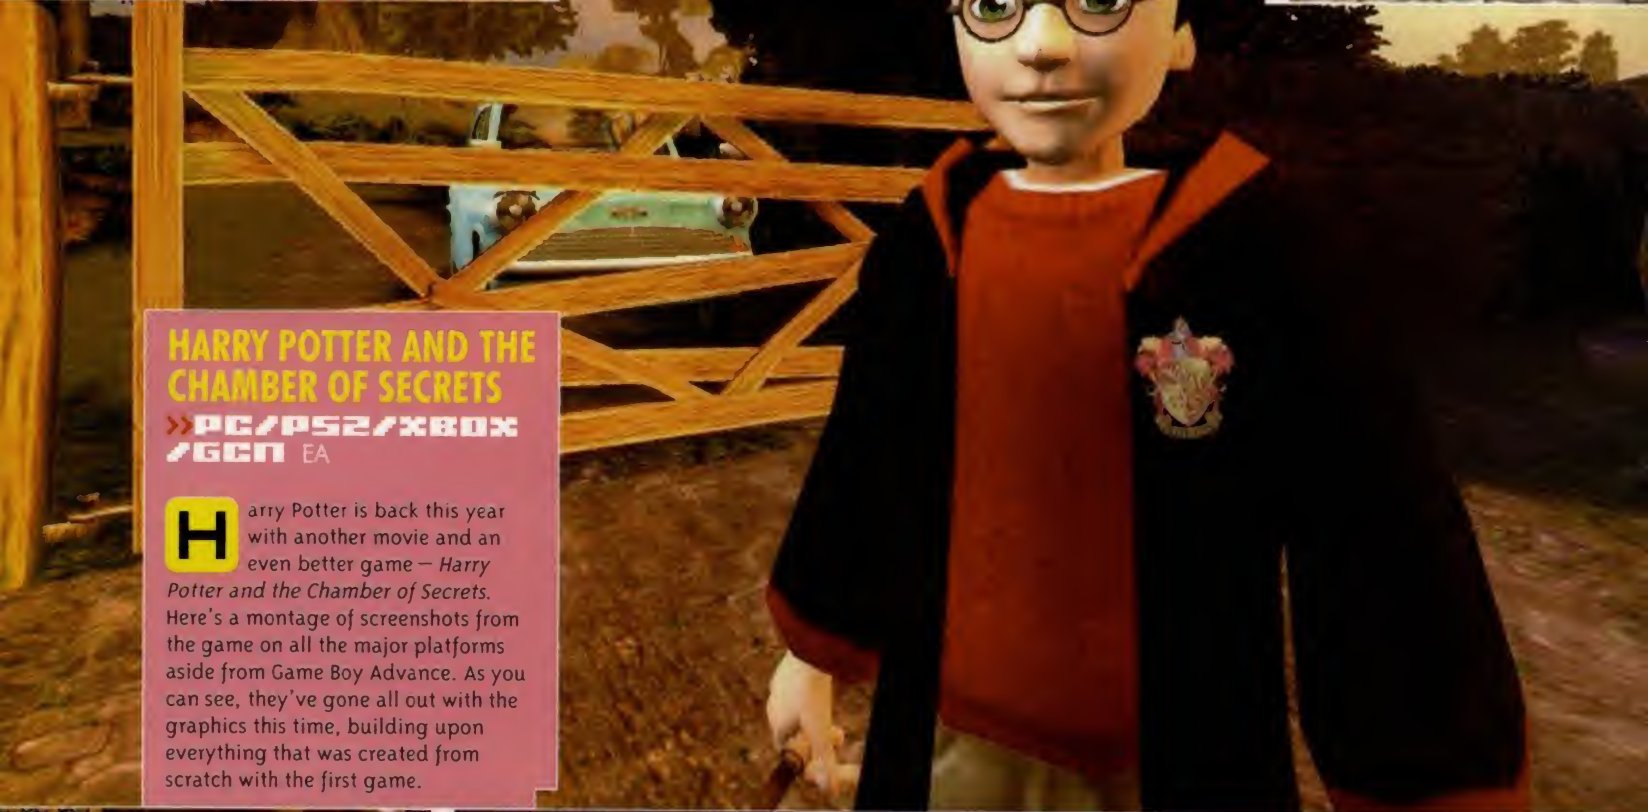 HARRY POTTER AND THE
CHAMBER OF SECRETS
»PC/PS2/XBOX
/GCN EA
Harry Potter is back this year
with another movie and an
even better game — Harry
Potter and the Chamber of Secrets.
Here's a montage of screenshots from
the game on all the major platforms
aside from Game Boy Advance. As you
can see, they've gone all out with the
graphics this time, building upon
everything that was created from
scratch with the first game.